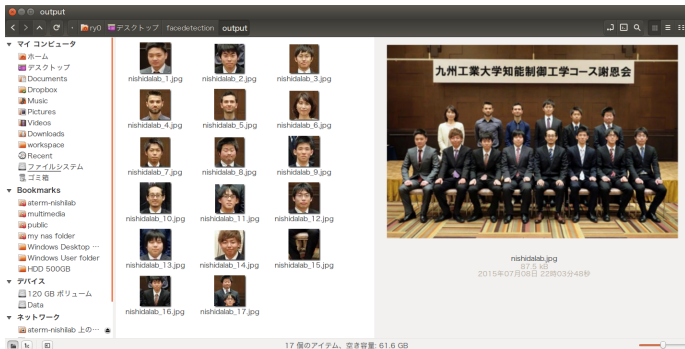 output
ry0 デスクトップ facedetection output
マイ コンピュータ
ホーム
デスクトップ
Documents
Dropbox
Music
Pictures
Videos
Downloads
workspace
Recent
ファイルシステム
ゴミ箱
Bookmarks
aterm-nishilab
multimedia
public
my nas folder
Windows Desktop ...
Windows User folder
HDD 500GB
デバイス
120 GB ボリューム
Data
ネットワーク
aterm-nishilab 上の...
nishidalab_1.jpg nishidalab_2.jpg nishidalab_3.jpg
nishidalab_4.jpg nishidalab_5.jpg nishidalab_6.jpg
nishidalab_7.jpg nishidalab_8.jpg nishidalab_9.jpg
nishidalab_10.jpg nishidalab_11.jpg nishidalab_12.jpg
nishidalab_13.jpg nishidalab_14.jpg nishidalab_15.jpg
nishidalab_16.jpg nishidalab_17.jpg
九州工業大学知能制御工学コース謝恩会
nishidalab.jpg
87.5 kB
2015年07月08日 22時03分48秒
17 個のアイテム、空き容量: 61.6 GB